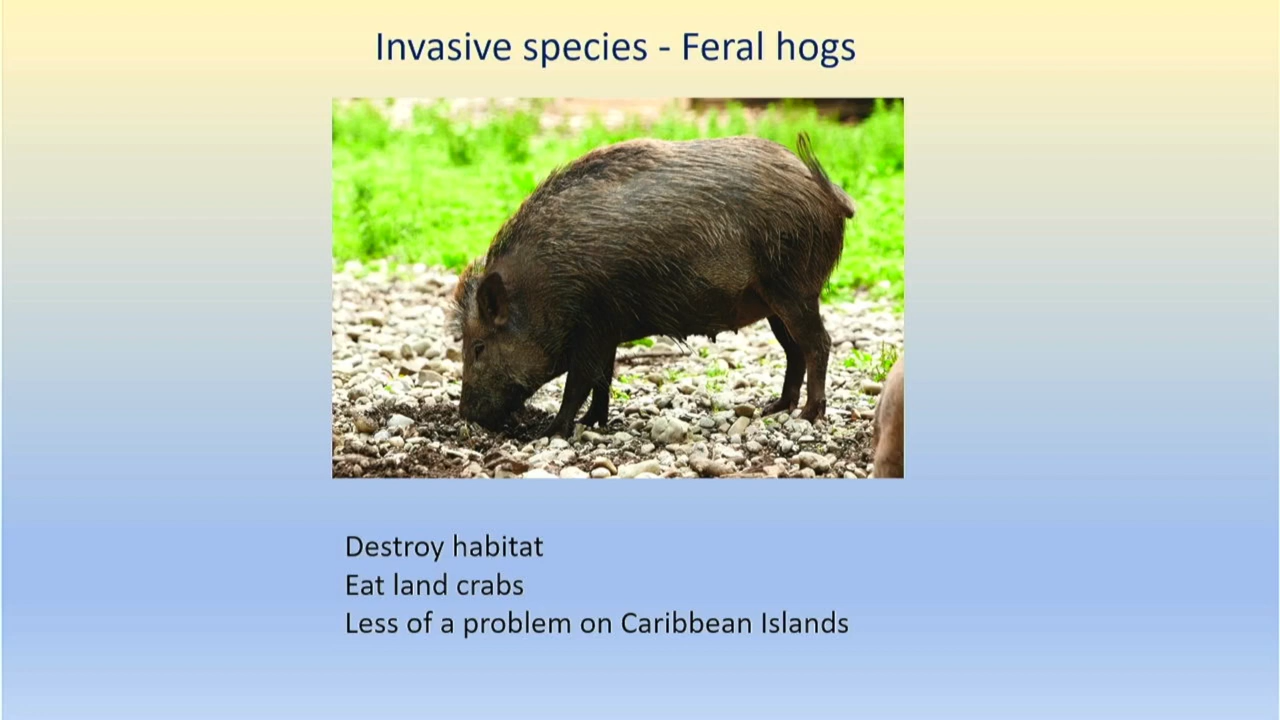 Invasive species - Feral hogs
Destroy habitat
Eat land crabs
Less of a problem on Caribbean Islands